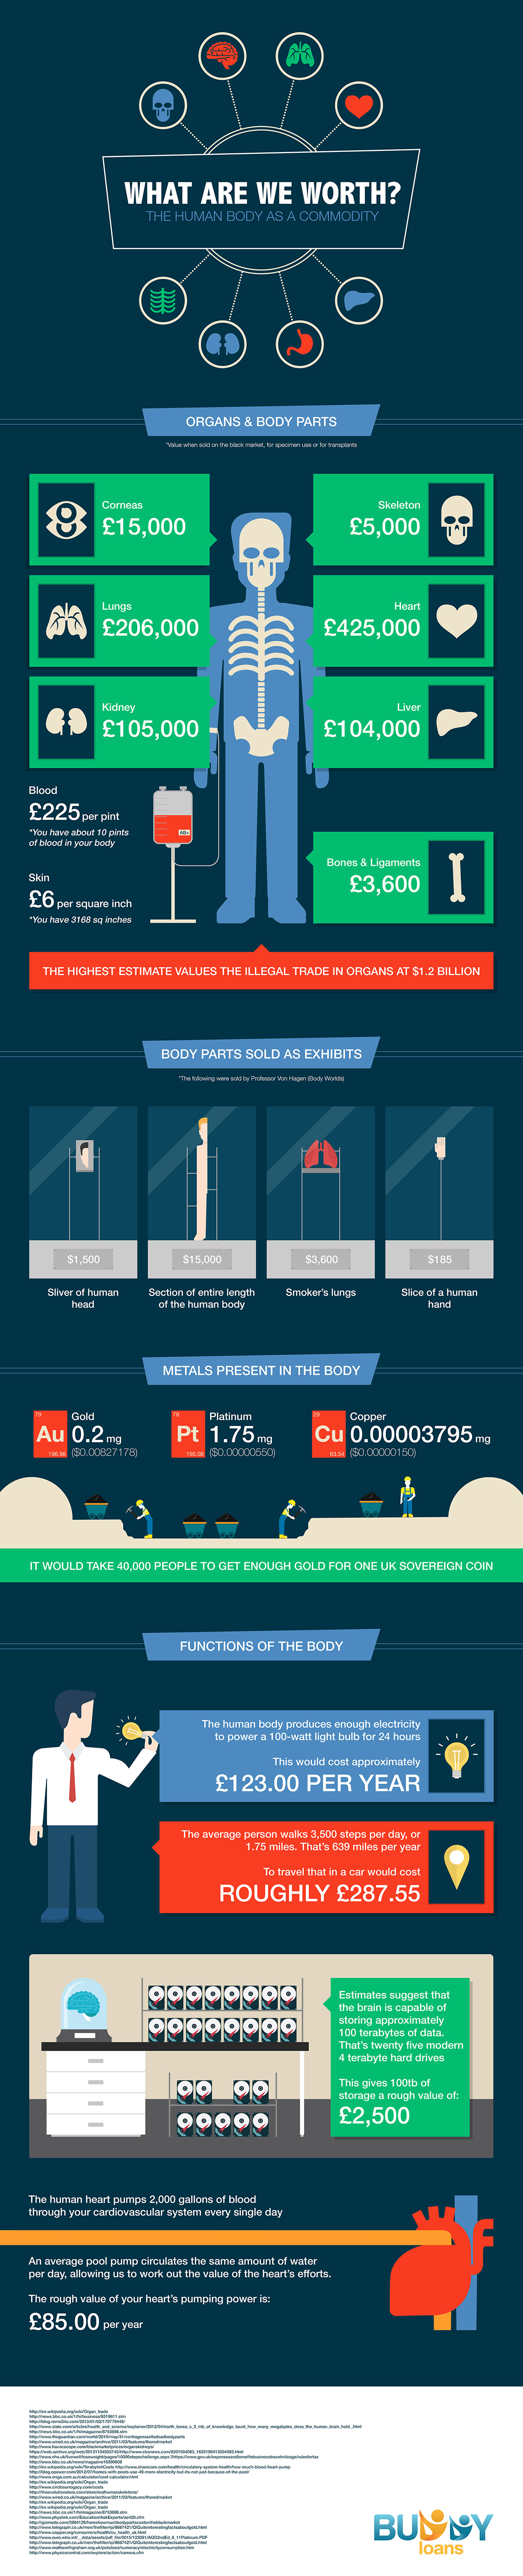 WHAT ARE WE WORTH?
THE HUMAN BODY AS A COMMODITY
ORGANS & BODY PARTS
*Value when sold on the black market, for specimen use or for transplants
Corneas
£15,000
Skeleton
£5,000
Lungs
£206,000
Heart
£425,000
Kidney
£105,000
Liver
£104,000
Blood
£225 per pint
*You have about 10 pints
of blood in your body
AB+
Skin
£6 per square inch
*You have 3168 sq inches
Bones & Ligaments
£3,600
THE HIGHEST ESTIMATE VALUES THE ILLEGAL TRADE IN ORGANS AT $1.2 BILLION
BODY PARTS SOLD AS EXHIBITS
*The following were sold by Professor Von Hagen (Body Worlds)
$1,500
$15,000
$3,600
$185
Sliver of human
head
Section of entire length
of the human body
Smoker's lungs
Slice of a human
hand
METALS PRESENT IN THE BODY
79
Au
196.96
Gold
0.2 mg
($0.00827178)
78
Pt
195.08
Platinum
1.75 mg
($0.00000550)
29
Cu
63.54
Copper
0.00003795 mg
($0.00000150)
IT WOULD TAKE 40,000 PEOPLE TO GET ENOUGH GOLD FOR ONE UK SOVEREIGN COIN
FUNCTIONS OF THE BODY
The human body produces enough electricity
to power a 100-watt light bulb for 24 hours
This would cost approximately
£123.00 PER YEAR
The average person walks 3,500 steps per day, or
1.75 miles. That's 639 miles per year
To travel that in a car would cost
ROUGHLY £287.55
Estimates suggest that
the brain is capable of
storing approximately
100 terabytes of data.
That's twenty five modern
4 terabyte hard drives
This gives 100tb of
storage a rough value of:
£2,500
The human heart pumps 2,000 gallons of blood
through your cardiovascular system every single day
An average pool pump circulates the same amount of water
per day, allowing us to work out the value of the heart's efforts.
The rough value of your heart's pumping power is:
£85.00 per year
http://en.wikipedia.org/wiki/Organ_trade
BUDDY
loans